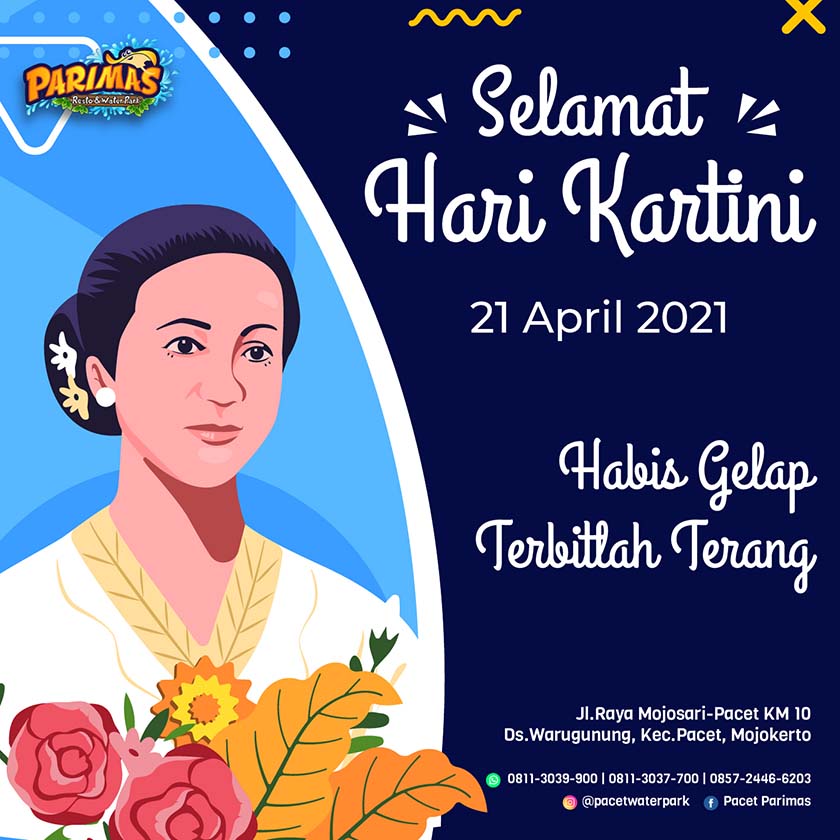 PARIMAS
Resto & Water Park
Selamat
Hari Kartini
21 April 2021
Habis Gelap
Terbitlah Terang
Jl.Raya Mojosari-Pacet KM 10
Ds.Warugunung, Kec.Pacet, Mojokerto
0811-3039-900 | 0811-3037-700 | 0857-2446-6203
@pacetwaterpark Pacet Parimas